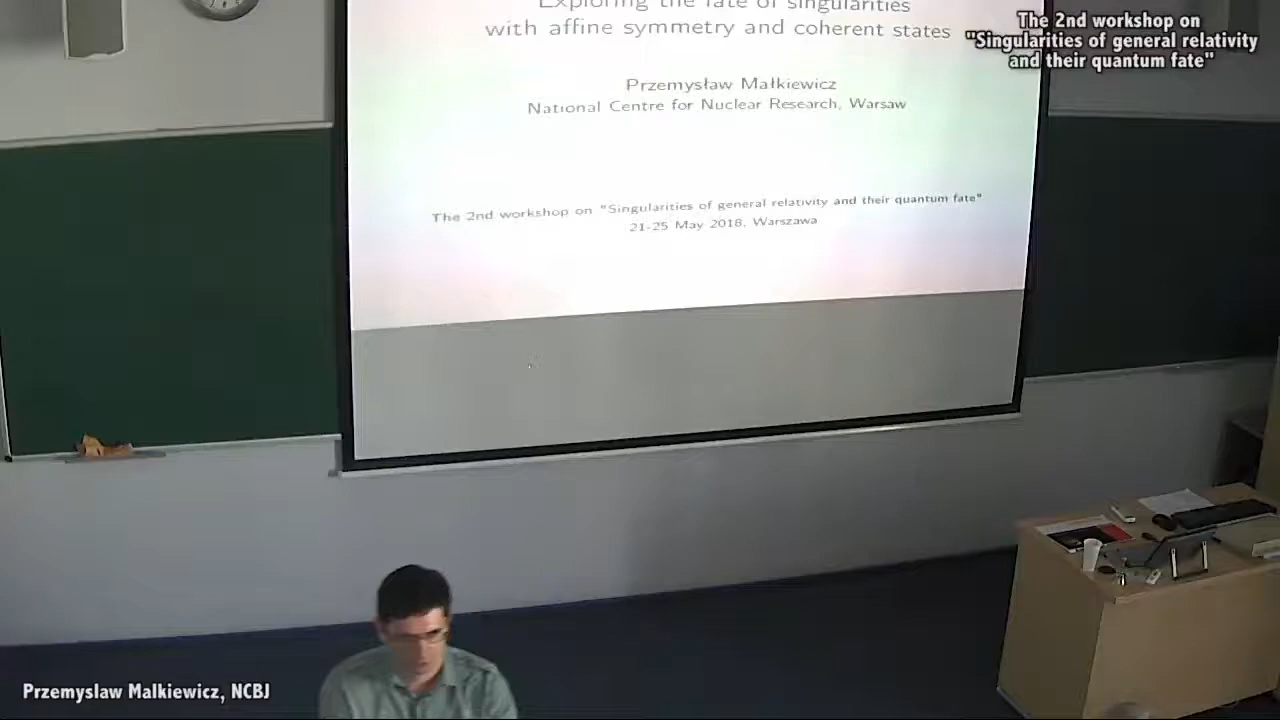 Exploring the fate of singularities
with affine symmetry and coherent states
Przemysław Małkiewicz
National Centre for Nuclear Research, Warsaw
The 2nd workshop on "Singularities of general relativity and their quantum fate"
21-25 May 2018, Warszawa
The 2nd workshop on
"Singularities of general relativity
and their quantum fate"
Przemyslaw Malkiewicz, NCBJ